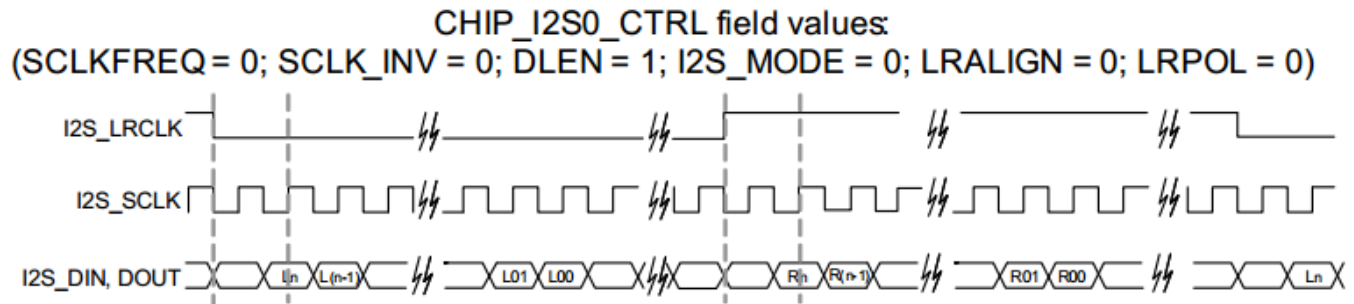 CHIP_I2S0_CTRL field values:
(SCLKFREQ = 0; SCLK_INV = 0; DLEN = 1; I2S_MODE = 0; LRALIGN = 0; LRPOL = 0)
I2S_LRCLK
I2S_SCLK
I2S_DIN, DOUT Ln L(n-1) L01 L00 Rn R(n-1) R01 R00 Ln